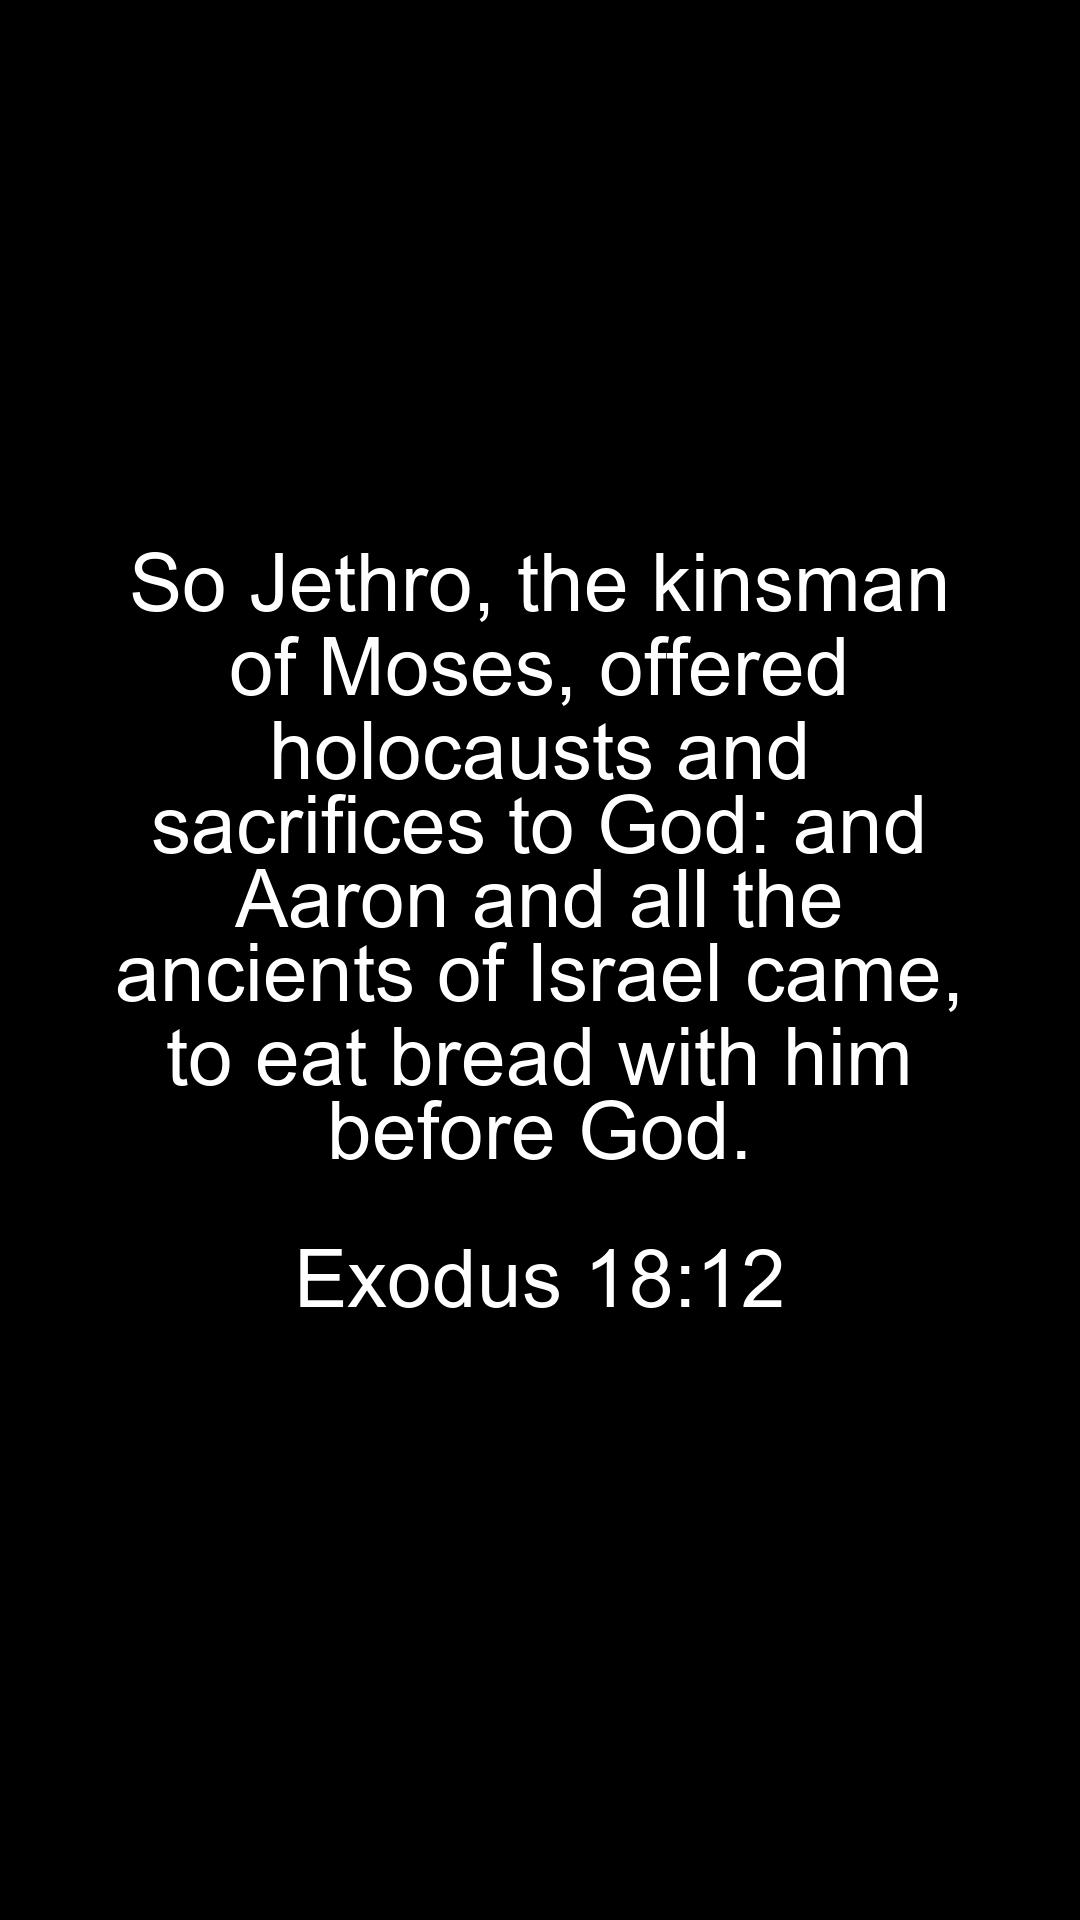 So Jethro, the kinsman
of Moses, offered
holocausts and
sacrifices to God: and
Aaron and all the
ancients of Israel came,
to eat bread with him
before God.
Exodus 18:12